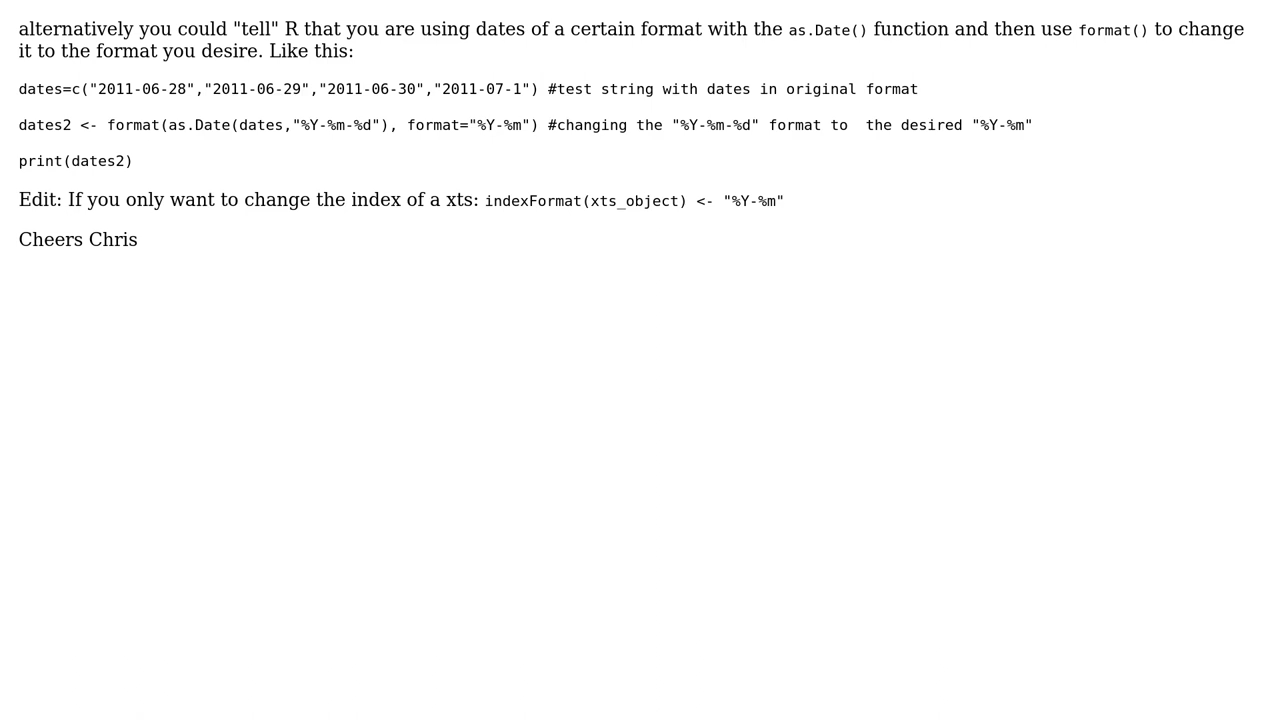 alternatively you could "tell" R that you are using dates of a certain format with the as.Date() function and then use format() to change
it to the format you desire. Like this:
dates=c("2011-06-28","2011-06-29","2011-06-30","2011-07-1") #test string with dates in original format
dates2 <- format(as.Date(dates,"%Y-%m-%d"), format="%Y-%m") #changing the "%Y-%m-%d" format to  the desired "%Y-%m"
print(dates2)
Edit: If you only want to change the index of a xts: indexFormat(xts_object) <- "%Y-%m"
Cheers Chris